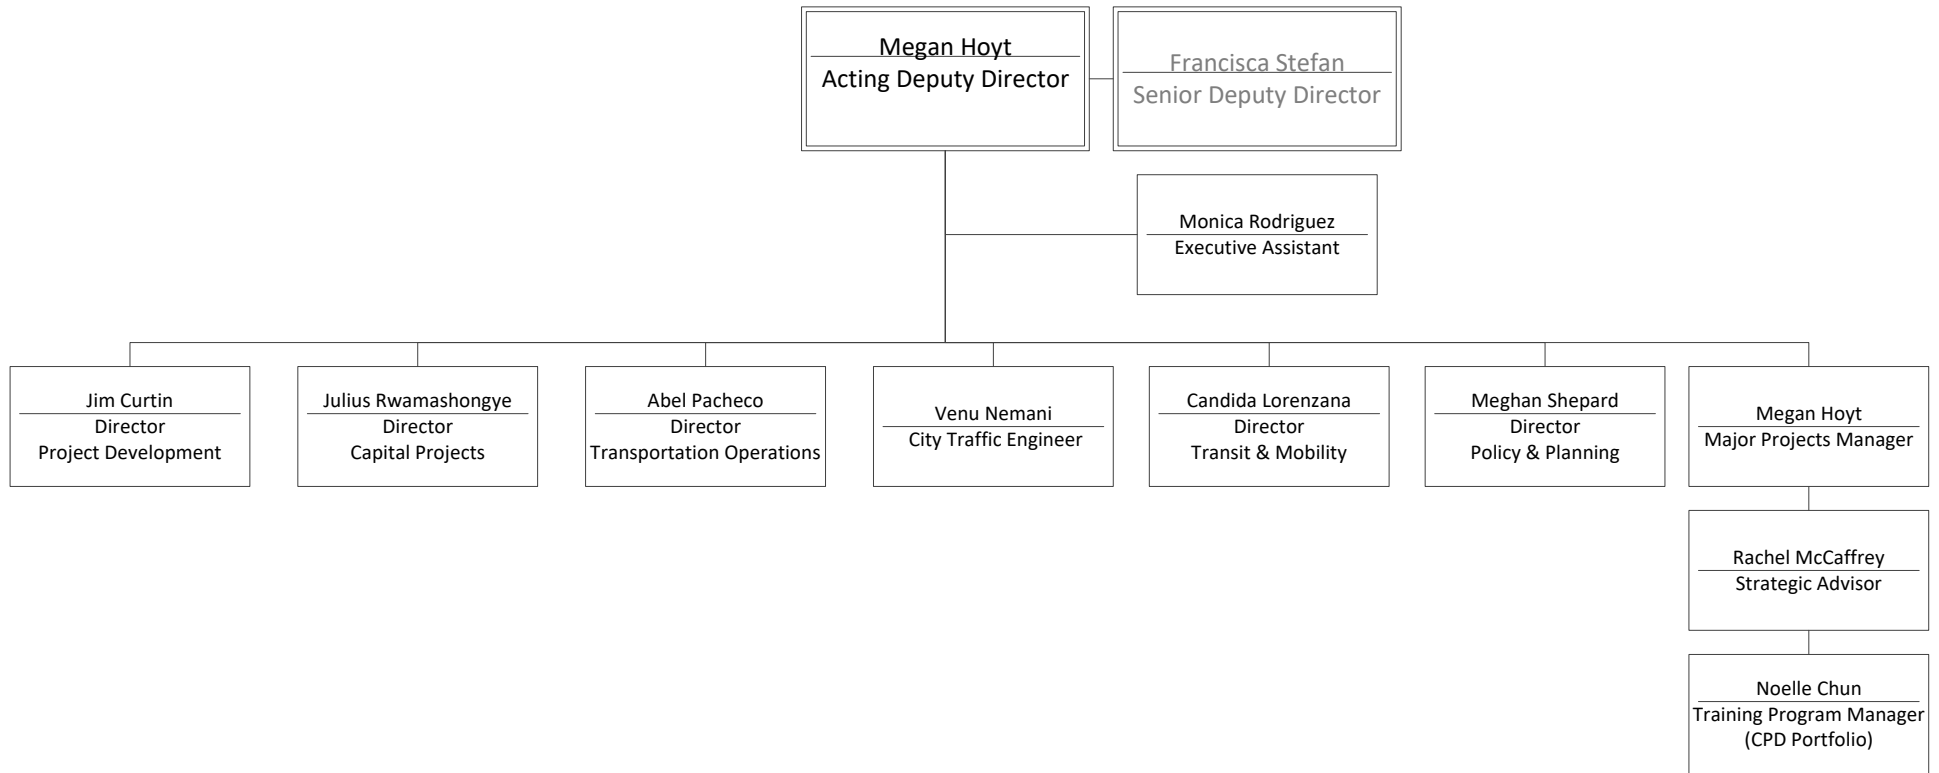 Megan Hoyt
Acting Deputy Director
Francisca Stefan
Senior Deputy Director
Monica Rodriguez
Executive Assistant
Jim Curtin
Director
Project Development
Julius Rwamashongye
Director
Capital Projects
Abel Pacheco
Director
Transportation Operations
Venu Nemani
City Traffic Engineer
Candida Lorenzana
Director
Transit & Mobility
Meghan Shepard
Director
Policy & Planning
Megan Hoyt
Major Projects Manager
Rachel McCaffrey
Strategic Advisor
Noelle Chun
Training Program Manager
(CPD Portfolio)